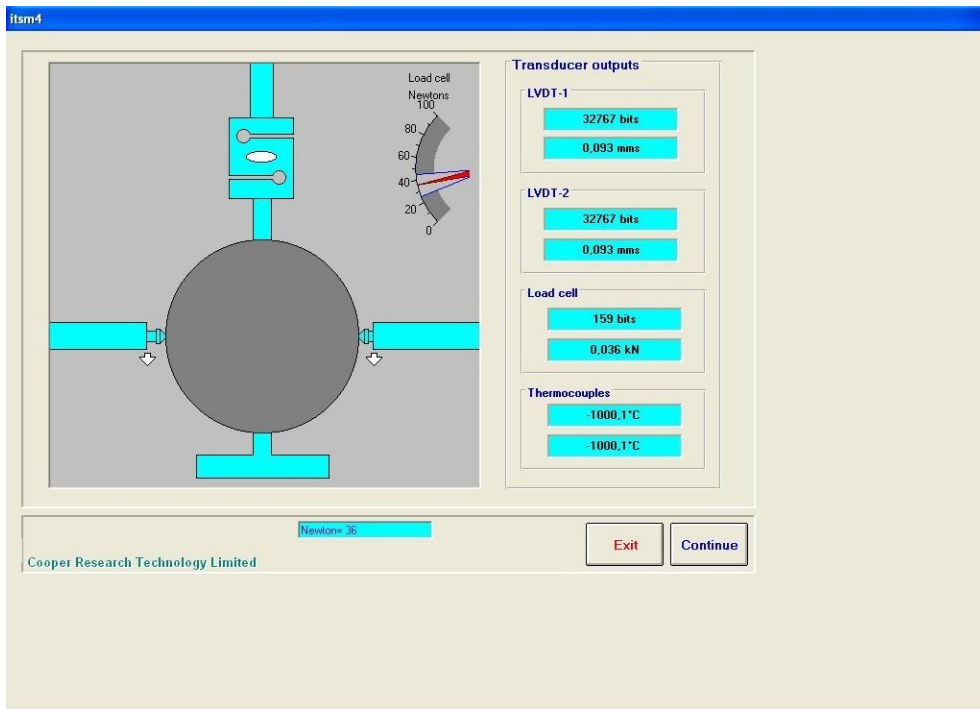 itsm4
Load cell
Newtons
100
80
60
40
20
0
Transducer outputs
LVDT-1
32767 bits
0,093 mms
LVDT-2
32767 bits
0,093 mms
Load cell
159 bits
0,036 kN
Thermocouples
-1000,1°C
-1000,1°C
Newton= 36
Exit
Continue
Cooper Research Technology Limited